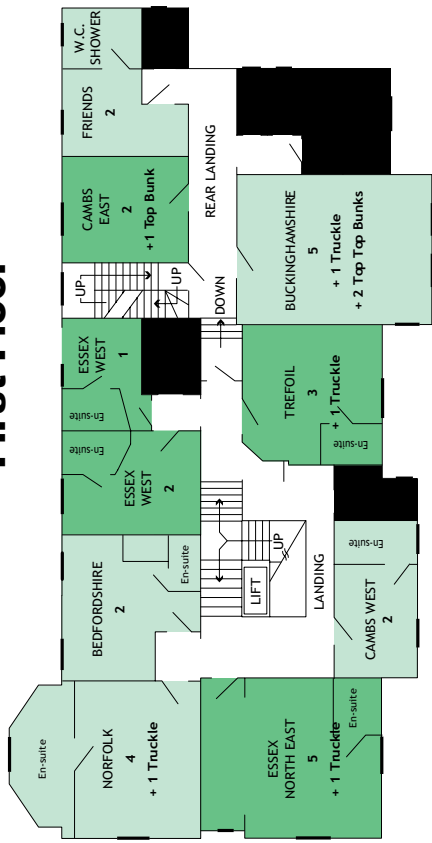 First Floor
En-suite
NORFOLK
4
+ 1 Truckle
BEDFORDSHIRE
2
En-suite
ESSEX
WEST
2
En-suite
En-suite
ESSEX
WEST
1
UP
UP
CAMBS
EAST
2
+1 Top Bunk
FRIENDS
2
W.C.
SHOWER
ESSEX
NORTH EAST
5
+ 1 Truckle
En-suite
LIFT
UP
LANDING
DOWN
REAR LANDING
CAMBS WEST
2
En-suite
TREFOIL
3
+ 1 Truckle
En-suite
BUCKINGHAMSHIRE
5
+ 1 Truckle
+ 2 Top Top Bunks